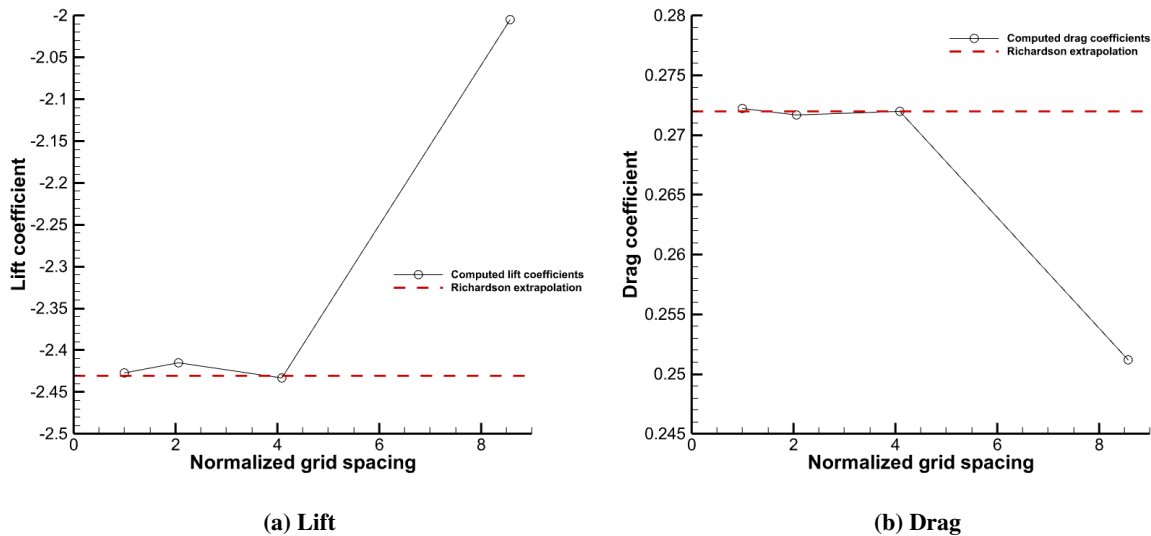 -2
-2.05
-2.1
-2.15
-2.2
-2.25
-2.3
-2.35
-2.4
-2.45
-2.5
Lift coefficient
Computed lift coefficients
Richardson extrapolation
0 2 4 6 8
Normalized grid spacing
(a) Lift
0.28
0.275
0.27
0.265
0.26
0.255
0.25
0.245
Drag coefficient
Computed drag coefficients
Richardson extrapolation
0 2 4 6 8
Normalized grid spacing
(b) Drag